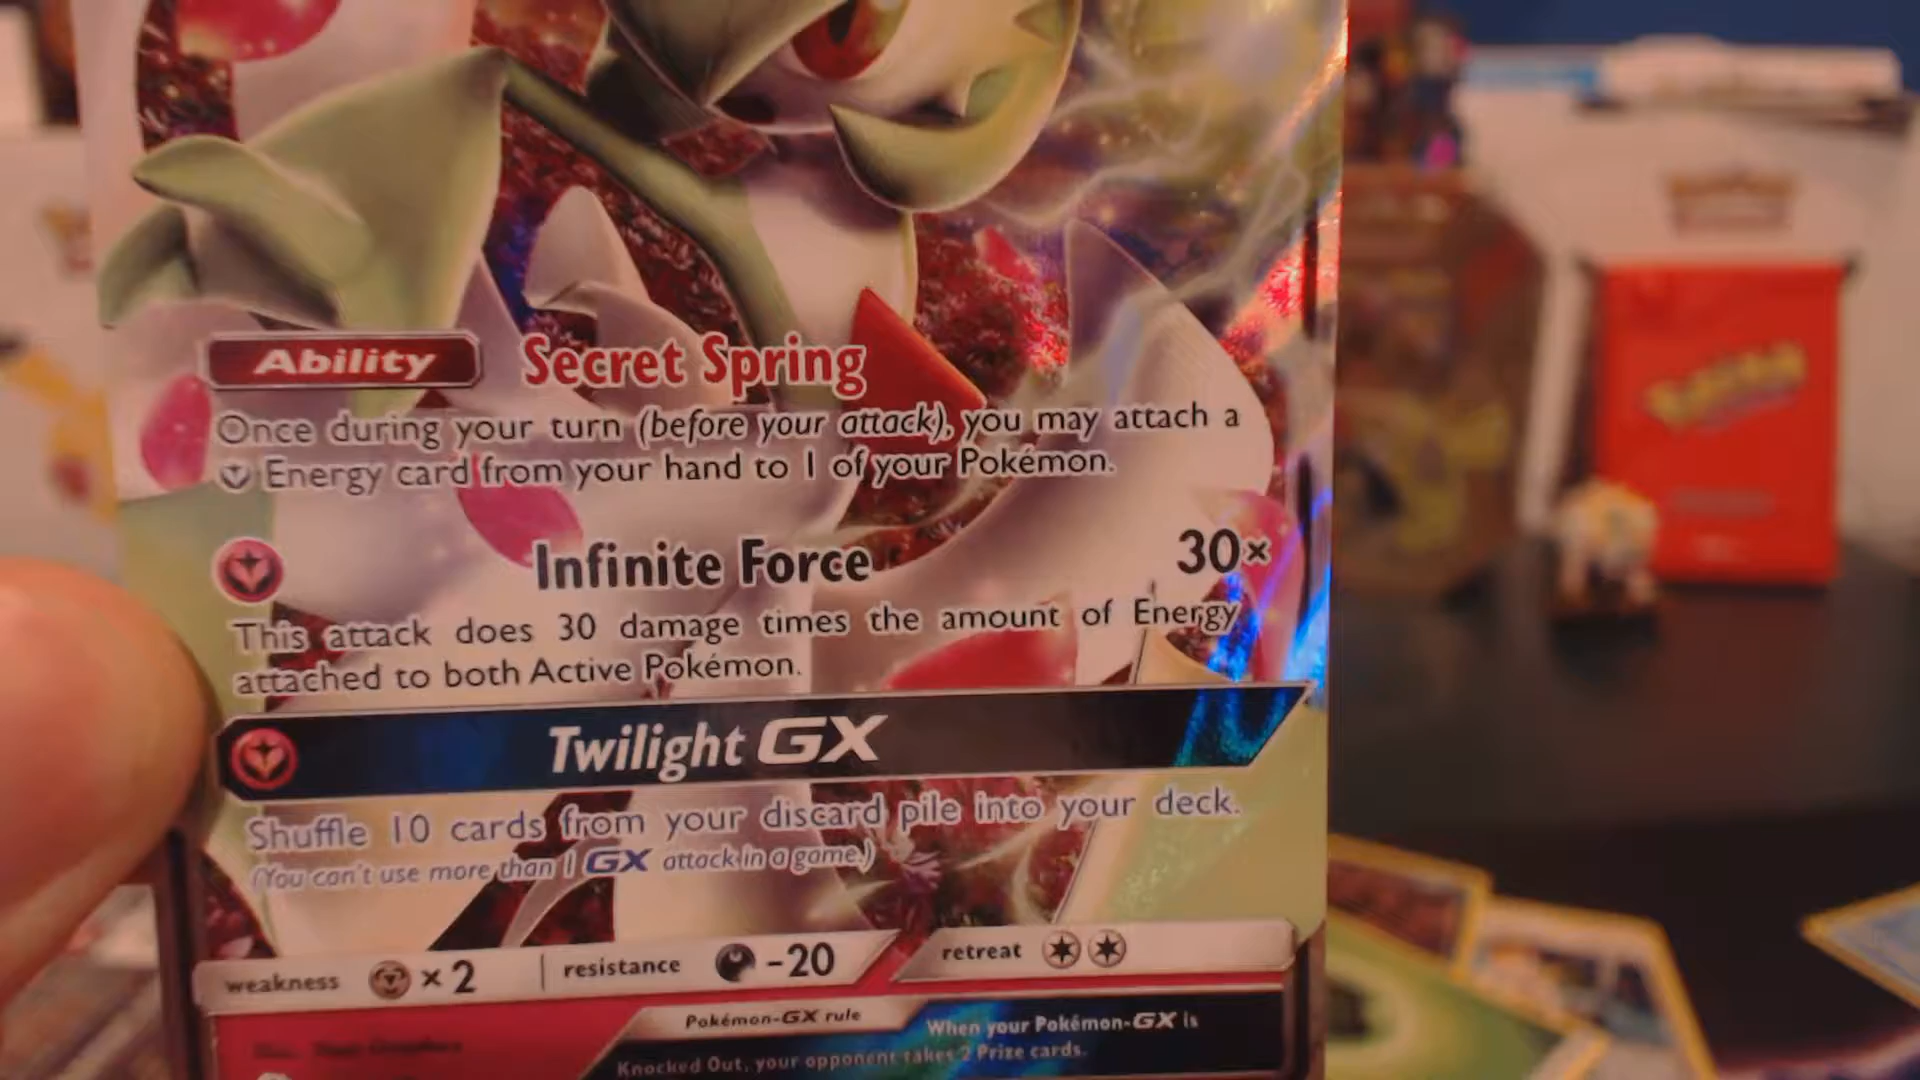 Ability Secret Spring
Once during your turn (before your attack), you may attach a
Energy card from your hand to 1 of your Pokémon.
Infinite Force 30×
This attack does 30 damage times the amount of Energy
attached to both Active Pokémon.
Twilight GX
Shuffle 10 cards from your discard pile into your deck.
(You can't use more than 1 GX attack in a game.)
weakness ×2 resistance -20 retreat
Pokémon-GX rule When your Pokémon-GX is
Knocked Out, your opponent takes 2 Prize cards.